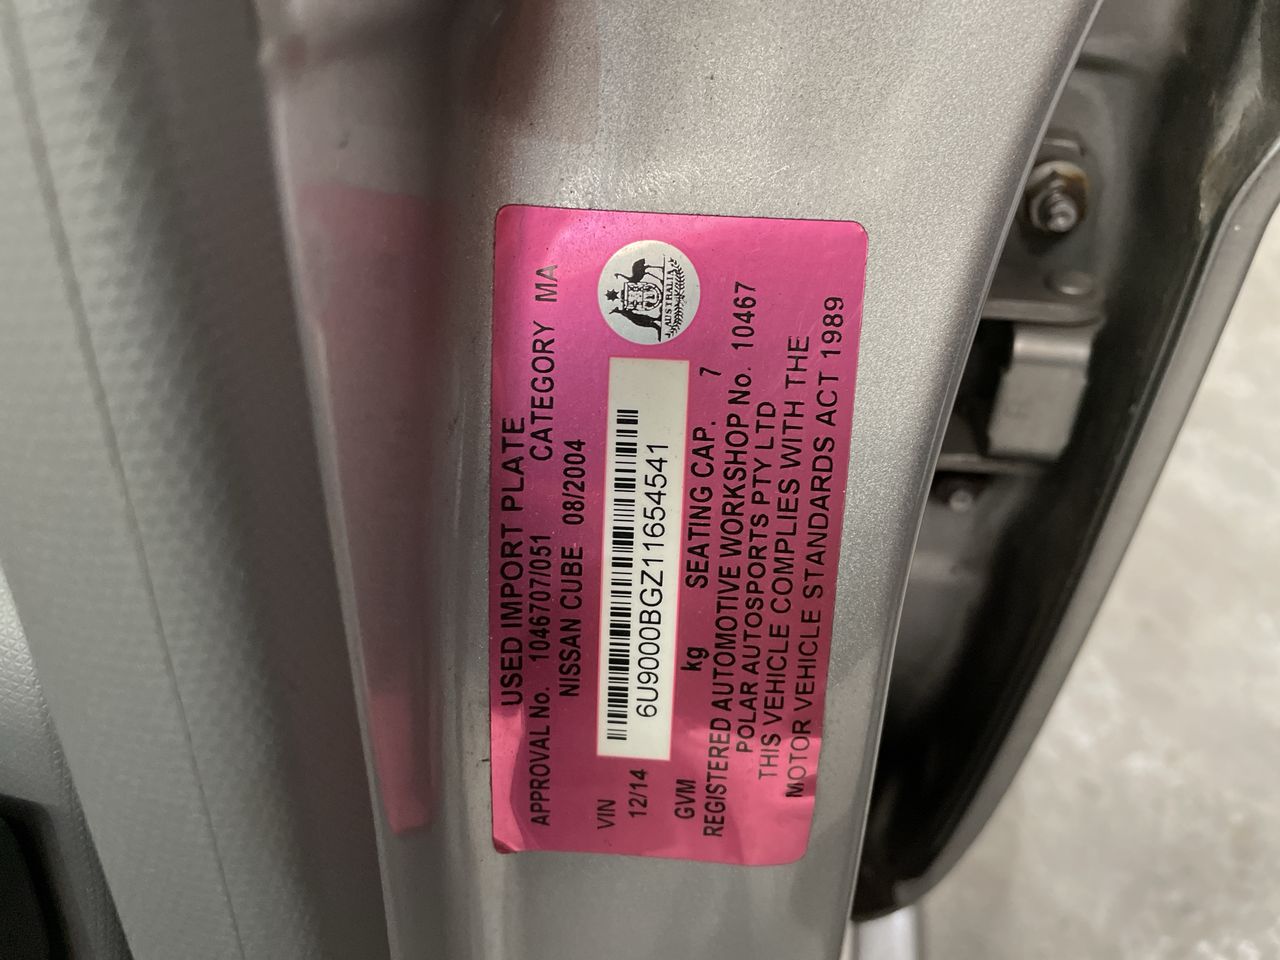 USED IMPORT PLATE
APPROVAL No. 1046707/051 CATEGORY MA
NISSAN CUBE 08/2004
VIN
12/14
6U9000BGZ11654541
AUSTRALIA
GVM kg SEATING CAP. 7
REGISTERED AUTOMOTIVE WORKSHOP No. 10467
POLAR AUTOSPORTS PTY LTD
THIS VEHICLE COMPLIES WITH THE
MOTOR VEHICLE STANDARDS ACT 1989